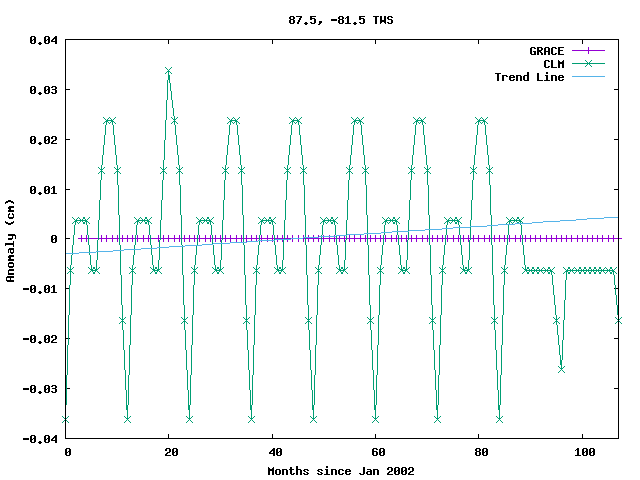 87.5, -81.5 TWS
GRACE
CLM
Trend Line
0.04
0.03
0.02
0.01
0
-0.01
-0.02
-0.03
-0.04
Anomaly (cm)
0 20 40 60 80 100
Months since Jan 2002